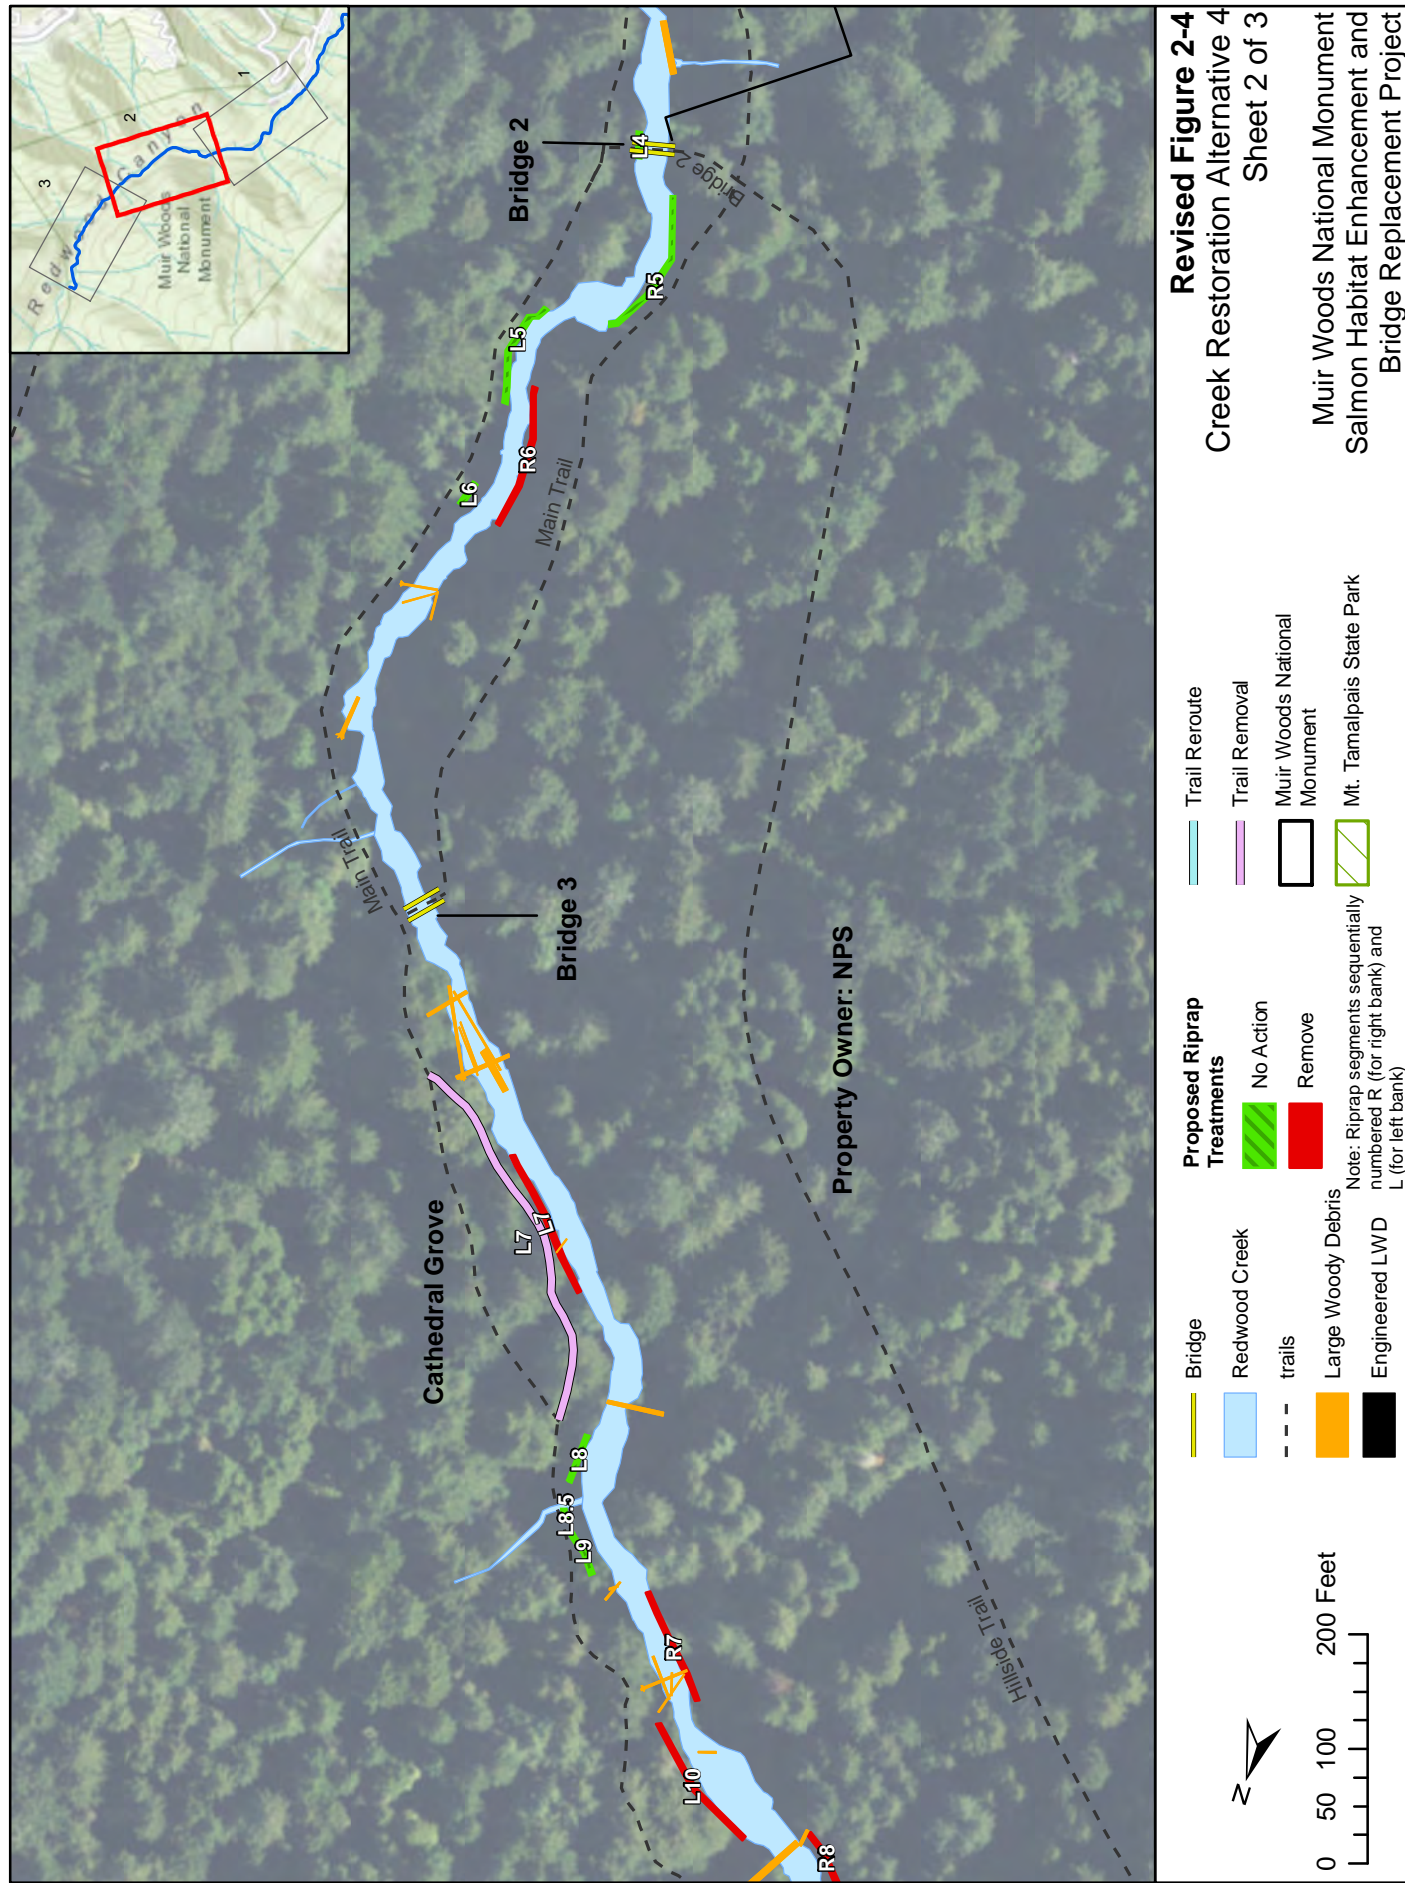 Revised Figure 2-4
Creek Restoration Alternative 4
Sheet 2 of 3
Muir Woods National Monument
Salmon Habitat Enhancement and
Bridge Replacement Project
3
2
1
Redwood Canyon
Muir Woods
National
Monument
Bridge 2
L4
Bridge 2
R5
L5
R6
L6
Main Trail
Main Trail
Bridge 3
Cathedral Grove
L7
L7
Property Owner: NPS
L8
L8.5
L9
R7
L10
R8
Hillside Trail
N
0 50 100 200 Feet
Bridge
Redwood Creek
trails
Large Woody Debris
Engineered LWD
Proposed Riprap
Treatments
No Action
Remove
Note: Riprap segments sequentially
numbered R (for right bank) and
L (for left bank)
Trail Reroute
Trail Removal
Muir Woods National
Monument
Mt. Tamalpais State Park